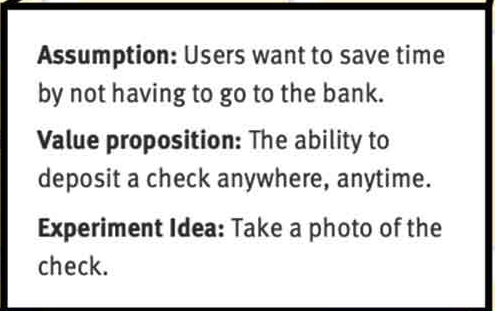 Assumption: Users want to save time
by not having to go to the bank.
Value proposition: The ability to
deposit a check anywhere, anytime.
Experiment Idea: Take a photo of the
check.